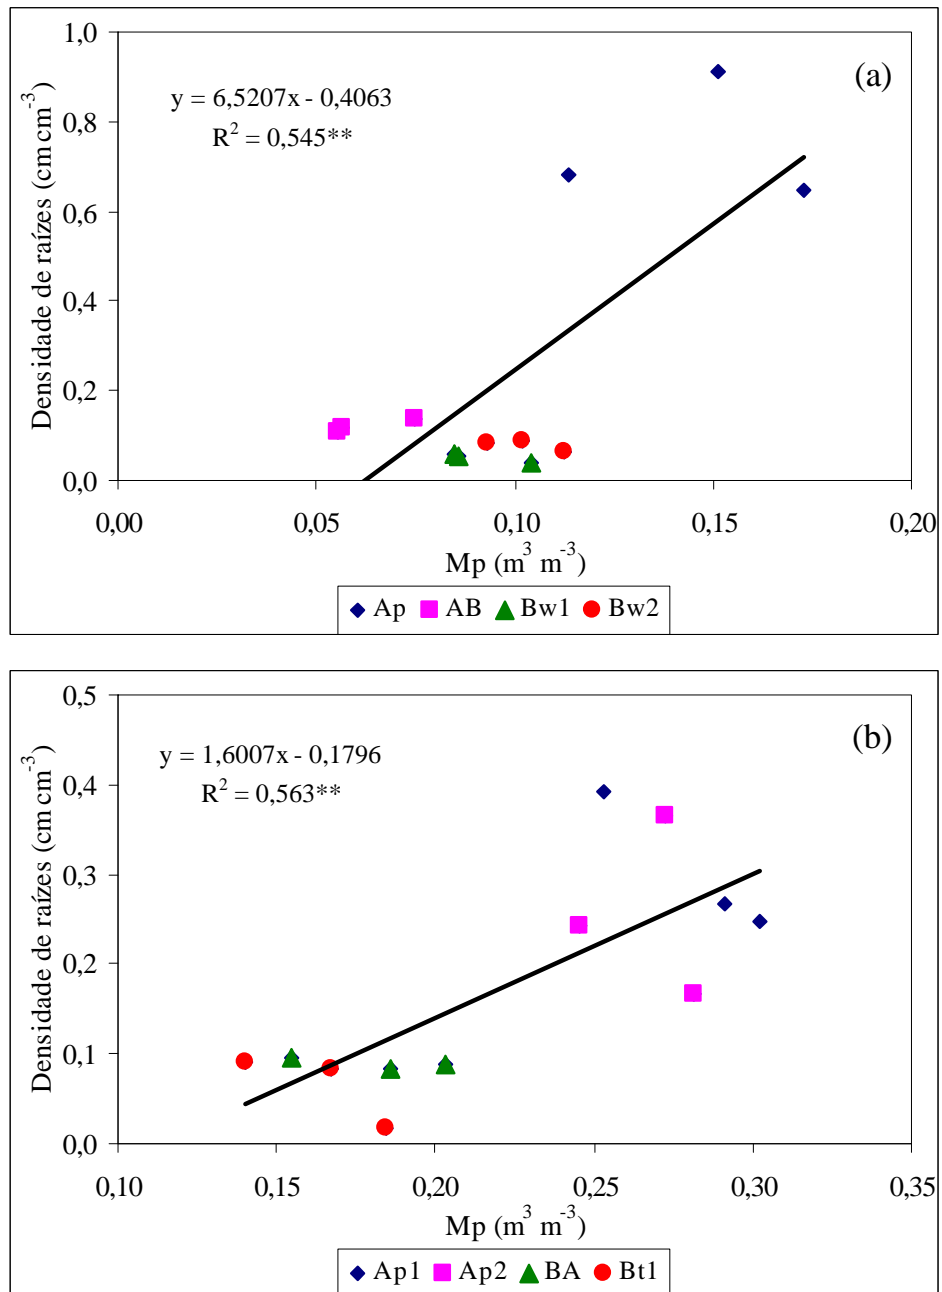 (a)
y = 6,5207x - 0,4063
R² = 0,545**
Densidade de raízes (cm cm⁻³)
1,0
0,8
0,6
0,4
0,2
0,0
0,00 0,05 0,10 0,15 0,20
Mp (m³ m⁻³)
Ap AB Bw1 Bw2
(b)
y = 1,6007x - 0,1796
R² = 0,563**
Densidade de raízes (cm cm⁻³)
0,5
0,4
0,3
0,2
0,1
0,0
0,10 0,15 0,20 0,25 0,30 0,35
Mp (m³ m⁻³)
Ap1 Ap2 BA Bt1